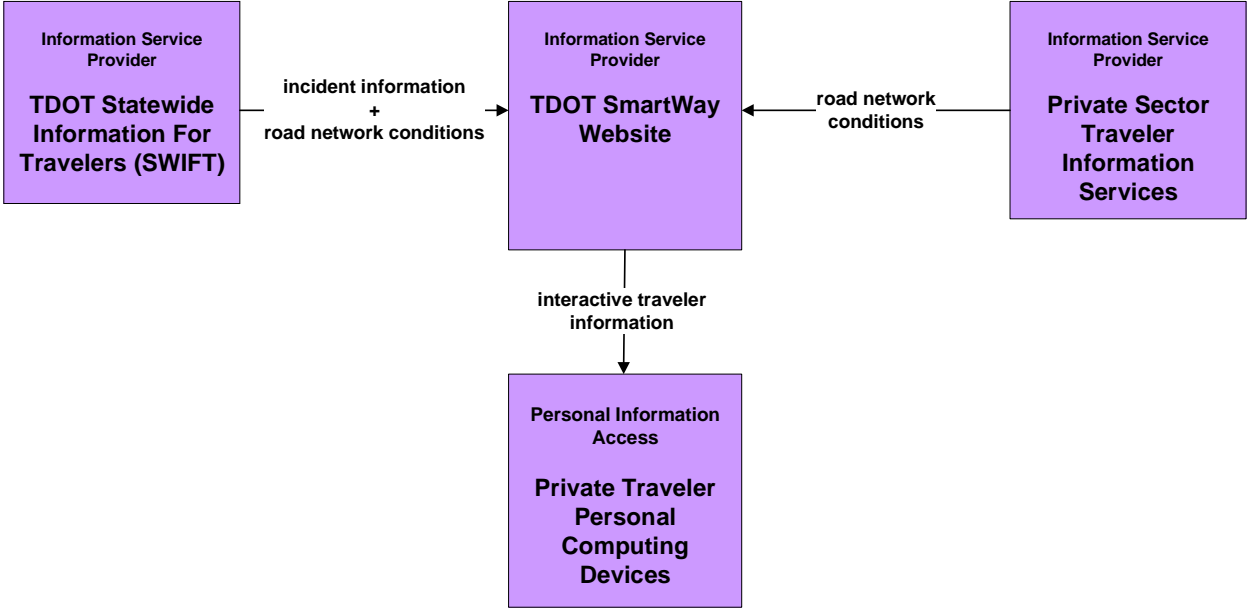 Information Service
Provider
TDOT Statewide
Information For
Travelers (SWIFT)
incident information
+
road network conditions
Information Service
Provider
TDOT SmartWay
Website
road network
conditions
Information Service
Provider
Private Sector
Traveler
Information
Services
interactive traveler
information
Personal Information
Access
Private Traveler
Personal
Computing
Devices